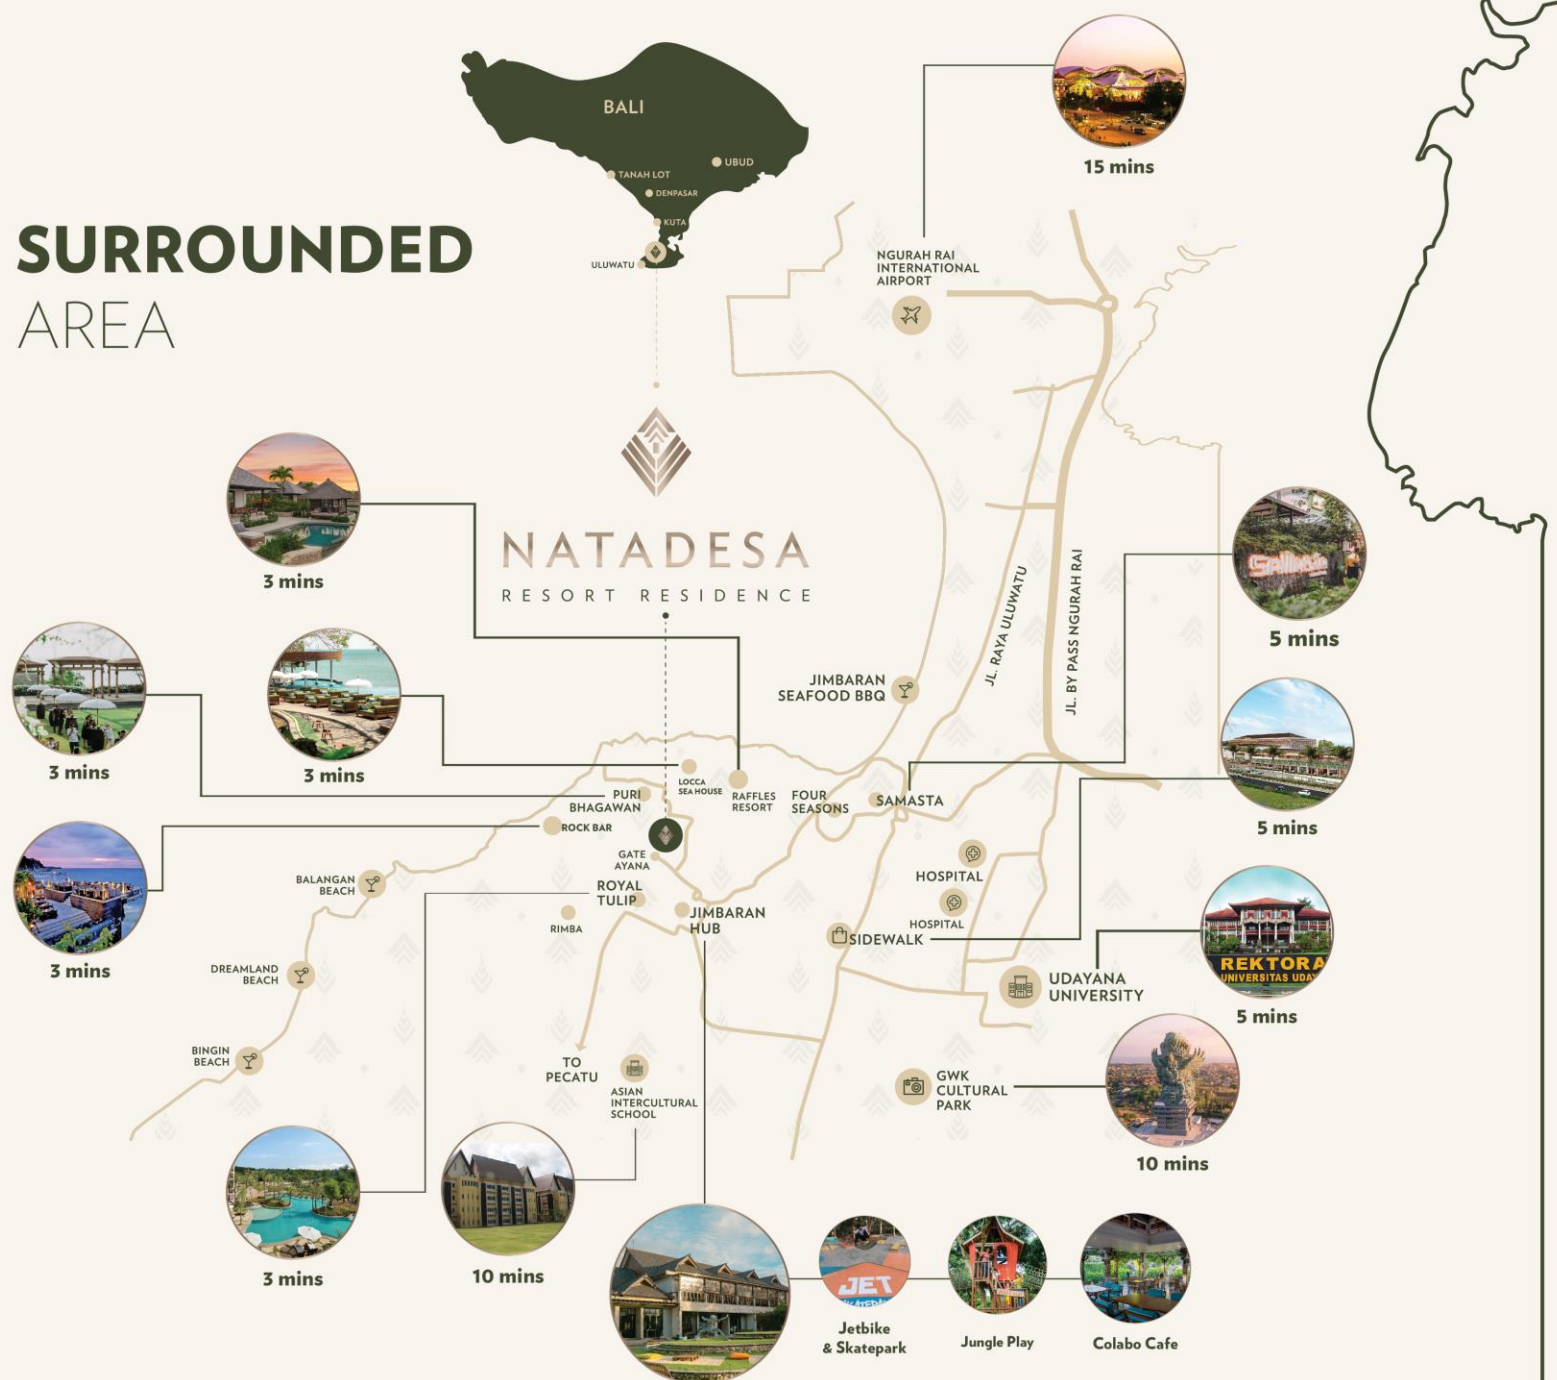 BALI
UBUD
TANAH LOT
DENPASAR
KUTA
ULUWATU
SURROUNDED
AREA
15 mins
NGURAH RAI
INTERNATIONAL
AIRPORT
NATADESA
RESORT RESIDENCE
3 mins
3 mins
3 mins
3 mins
JL. RAYA ULUWATU
JL. BY PASS NGURAH RAI
5 mins
5 mins
JIMBARAN
SEAFOOD BBQ
LOCCA
SEA HOUSE
RAFFLES
RESORT
FOUR
SEASONS
SAMASTA
PURI
BHAGAWAN
ROCK BAR
GATE
AYANA
ROYAL
TULIP
RIMBA
JIMBARAN
HUB
BALANGAN
BEACH
DREAMLAND
BEACH
BINGIN
BEACH
HOSPITAL
HOSPITAL
SIDEWALK
UDAYANA
UNIVERSITY
REKTORA
UNIVERSITAS UDAY
5 mins
TO
PECATU
ASIAN
INTERCULTURAL
SCHOOL
GWK
CULTURAL
PARK
10 mins
3 mins
10 mins
JET
Jetbike
& Skatepark
Jungle Play
Colabo Cafe